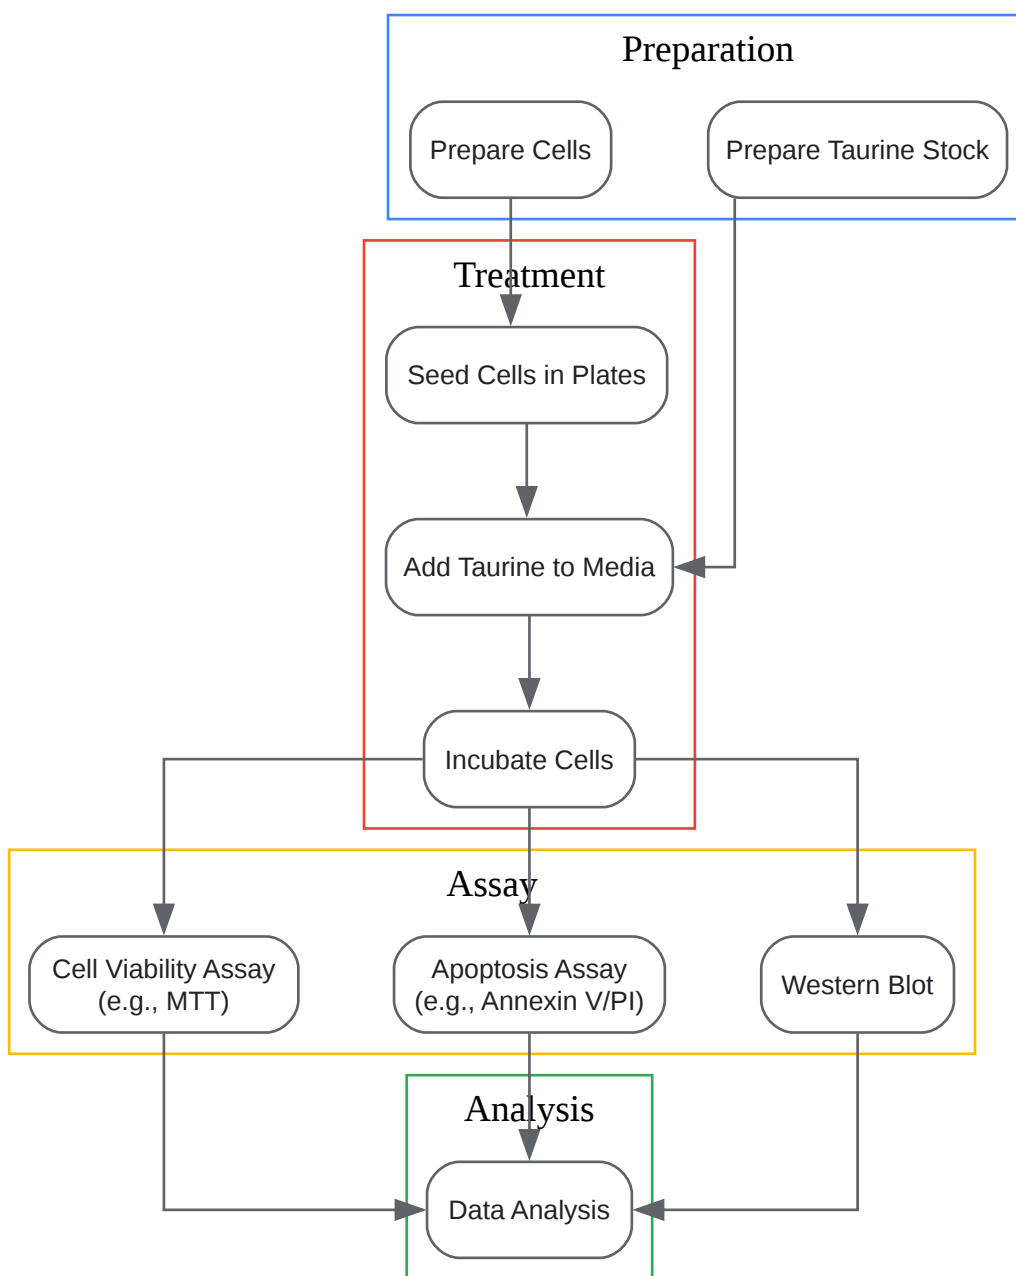 Preparation
Prepare Cells
Prepare Taurine Stock
Treatment
Seed Cells in Plates
Add Taurine to Media
Incubate Cells
Assay
Cell Viability Assay
(e.g., MTT)
Apoptosis Assay
(e.g., Annexin V/PI)
Western Blot
Analysis
Data Analysis